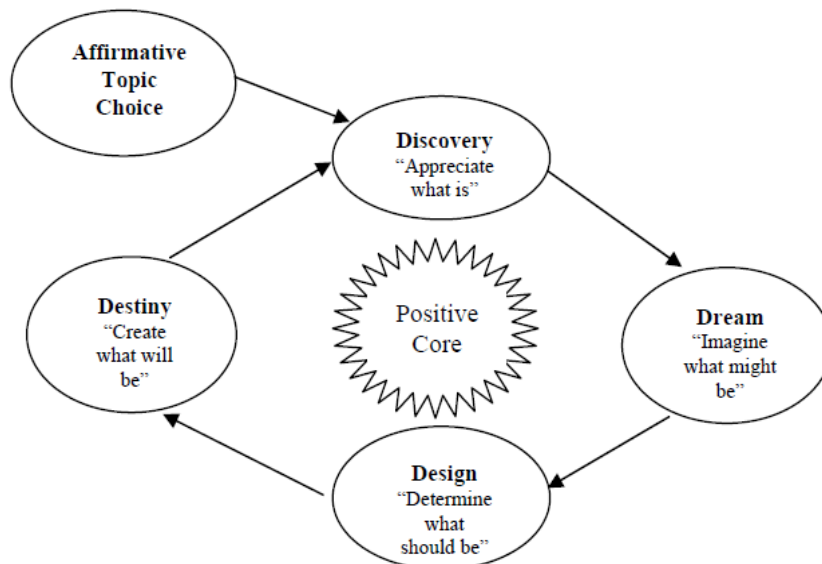 Affirmative
Topic
Choice
Discovery
“Appreciate
what is”
Dream
“Imagine
what might
be”
Design
“Determine
what
should be”
Destiny
“Create
what will
be”
Positive
Core